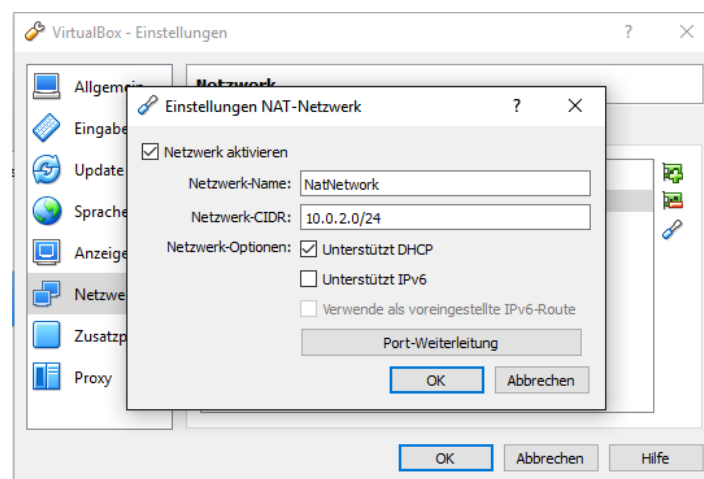 VirtualBox - Einstellungen ?
Allgemein Netzwerk
Einstellungen NAT-Netzwerk ?
Eingabe
Netzwerk aktivieren
Update
Netzwerk-Name: NatNetwork
Sprache
Netzwerk-CIDR: 10.0.2.0/24
Anzeige Netzwerk-Optionen: Unterstützt DHCP
Unterstützt IPv6
Netzwe
Verwende als voreingestellte IPv6-Route
Zusatzp
Port-Weiterleitung
Proxy
OK Abbrechen
OK Abbrechen Hilfe